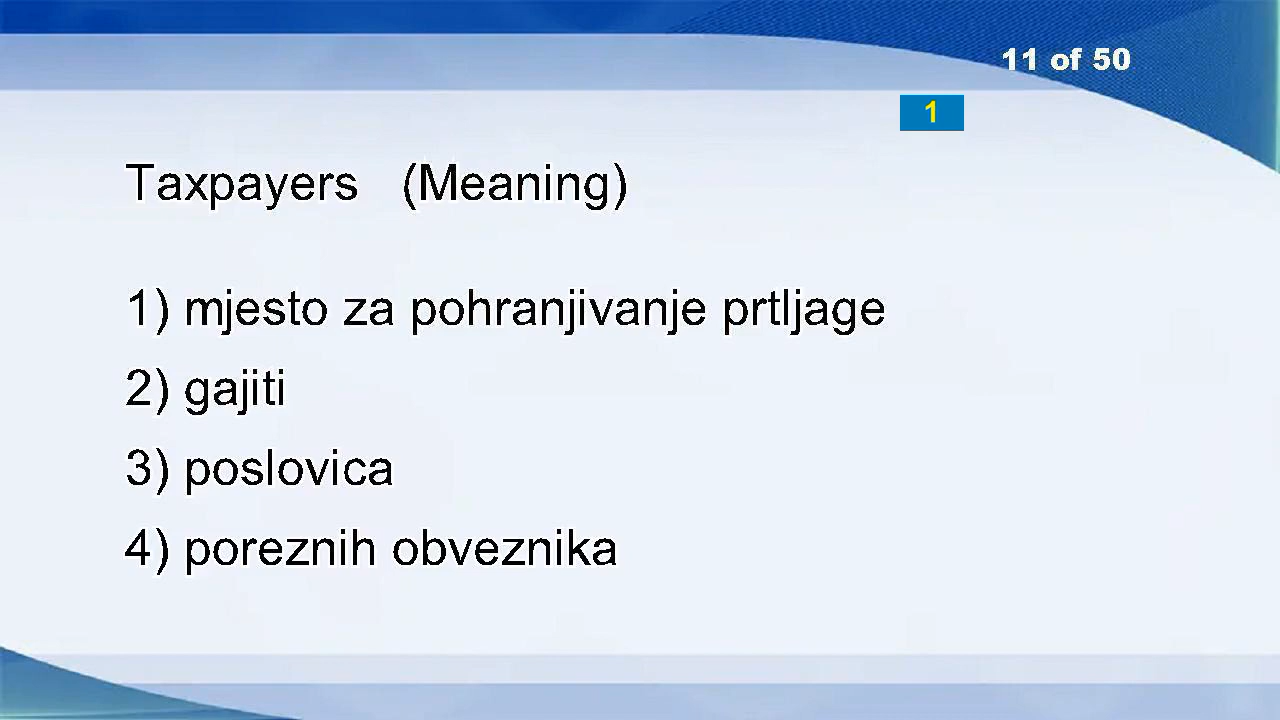 11 of 50
1
Taxpayers (Meaning)
1) mjesto za pohranjivanje prtljage
2) gajiti
3) poslovica
4) poreznih obveznika